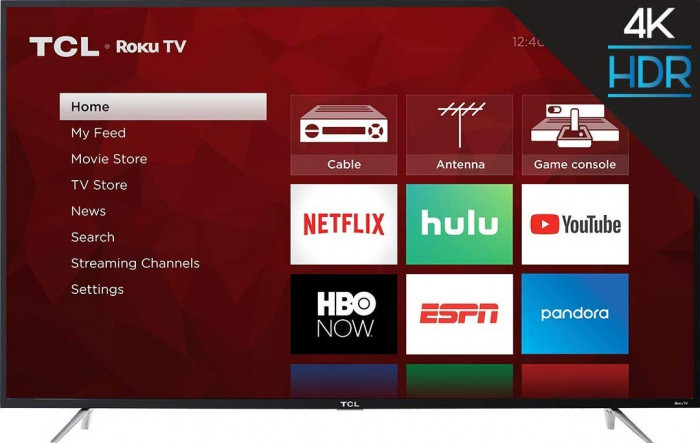 TCL • Roku TV
12:40
4K
HDR
Home
My Feed
Movie Store
TV Store
News
Search
Streaming Channels
Settings
Cable
Antenna
Game console
NETFLIX
hulu
YouTube
HBO
NOW
ESPN
pandora
TCL
Roku TV